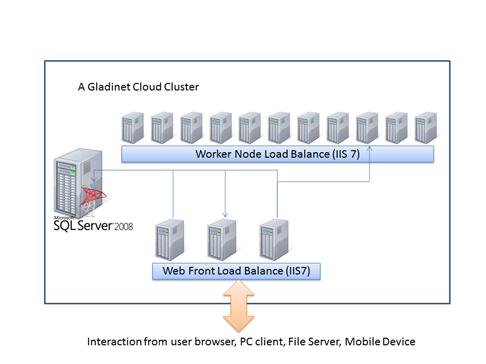 A Gladinet Cloud Cluster
Worker Node Load Balance (IIS 7)
Microsoft
SQL Server 2008
Web Front Load Balance (IIS7)
Interaction from user browser, PC client, File Server, Mobile Device